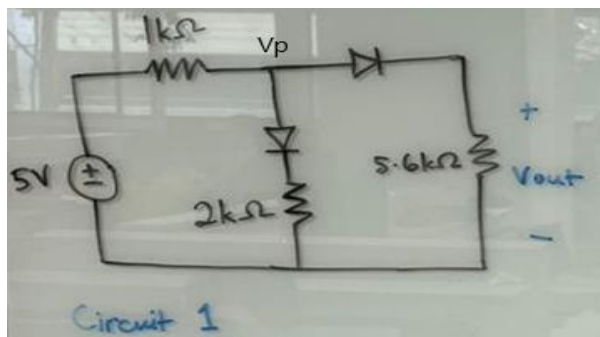 1kΩ
Vp
5V
+
-
2kΩ
5.6kΩ
+
Vout
-
Circuit 1